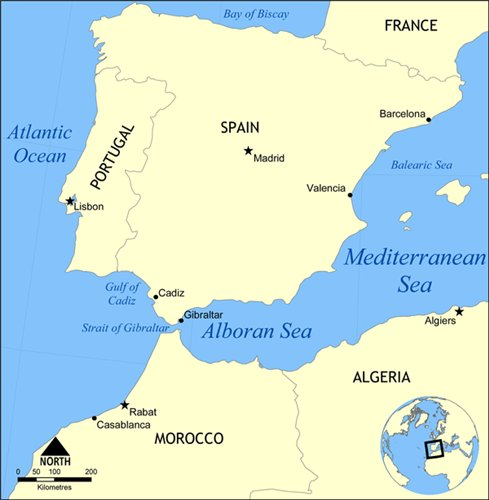 Bay of Biscay
FRANCE
Barcelona
SPAIN
Atlantic
Ocean
PORTUGAL
Madrid
Balearic Sea
Valencia
Lisbon
Mediterranean
Sea
Gulf of
Cadiz
Cadiz
Gibraltar
Strait of Gibraltar
Alboran Sea
Algiers
ALGERIA
Rabat
Casablanca
MOROCCO
NORTH
0 50 100 200
Kilometres